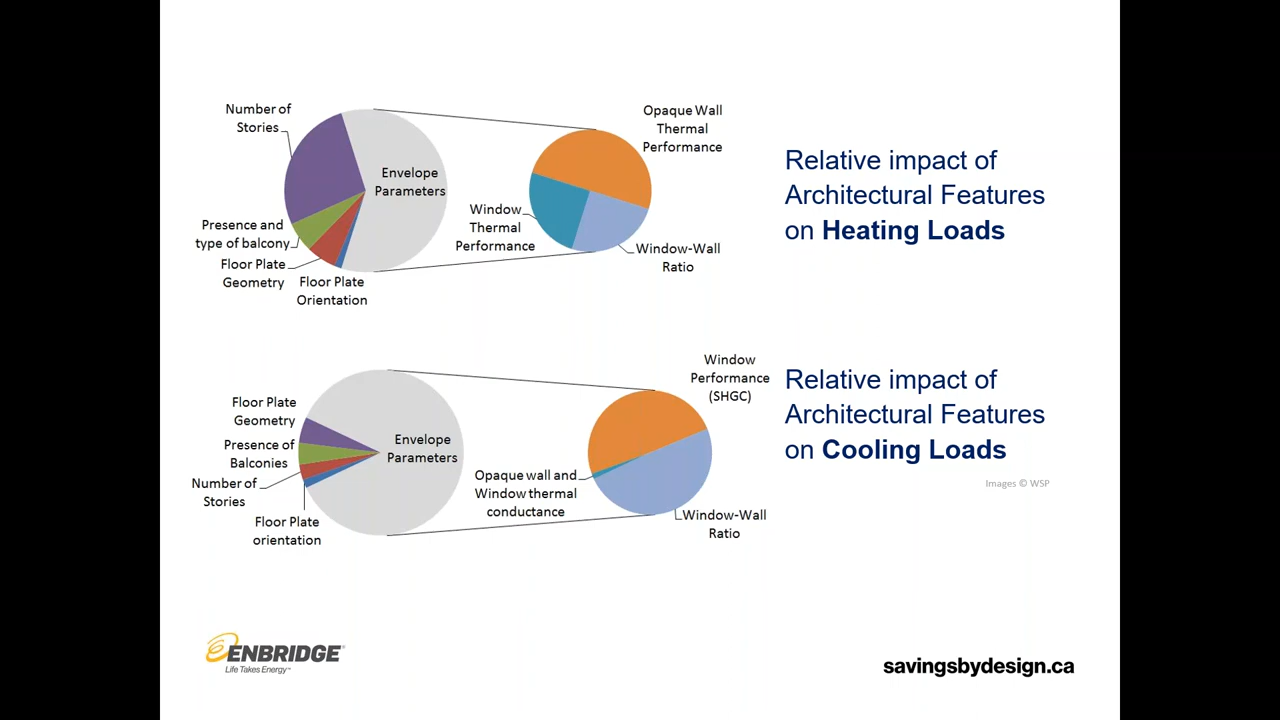 Number of
Stories
Envelope
Parameters
Presence and
type of balcony
Floor Plate
Geometry
Floor Plate
Orientation
Opaque Wall
Thermal
Performance
Window
Thermal
Performance
Window-Wall
Ratio
Relative impact of
Architectural Features
on Heating Loads
Floor Plate
Geometry
Presence of
Balconies
Number of
Stories
Floor Plate
orientation
Envelope
Parameters
Window
Performance
(SHGC)
Opaque wall and
Window thermal
conductance
Window-Wall
Ratio
Relative impact of
Architectural Features
on Cooling Loads
Images © WSP
ENBRIDGE
Life Takes Energy™
savingsbydesign.ca